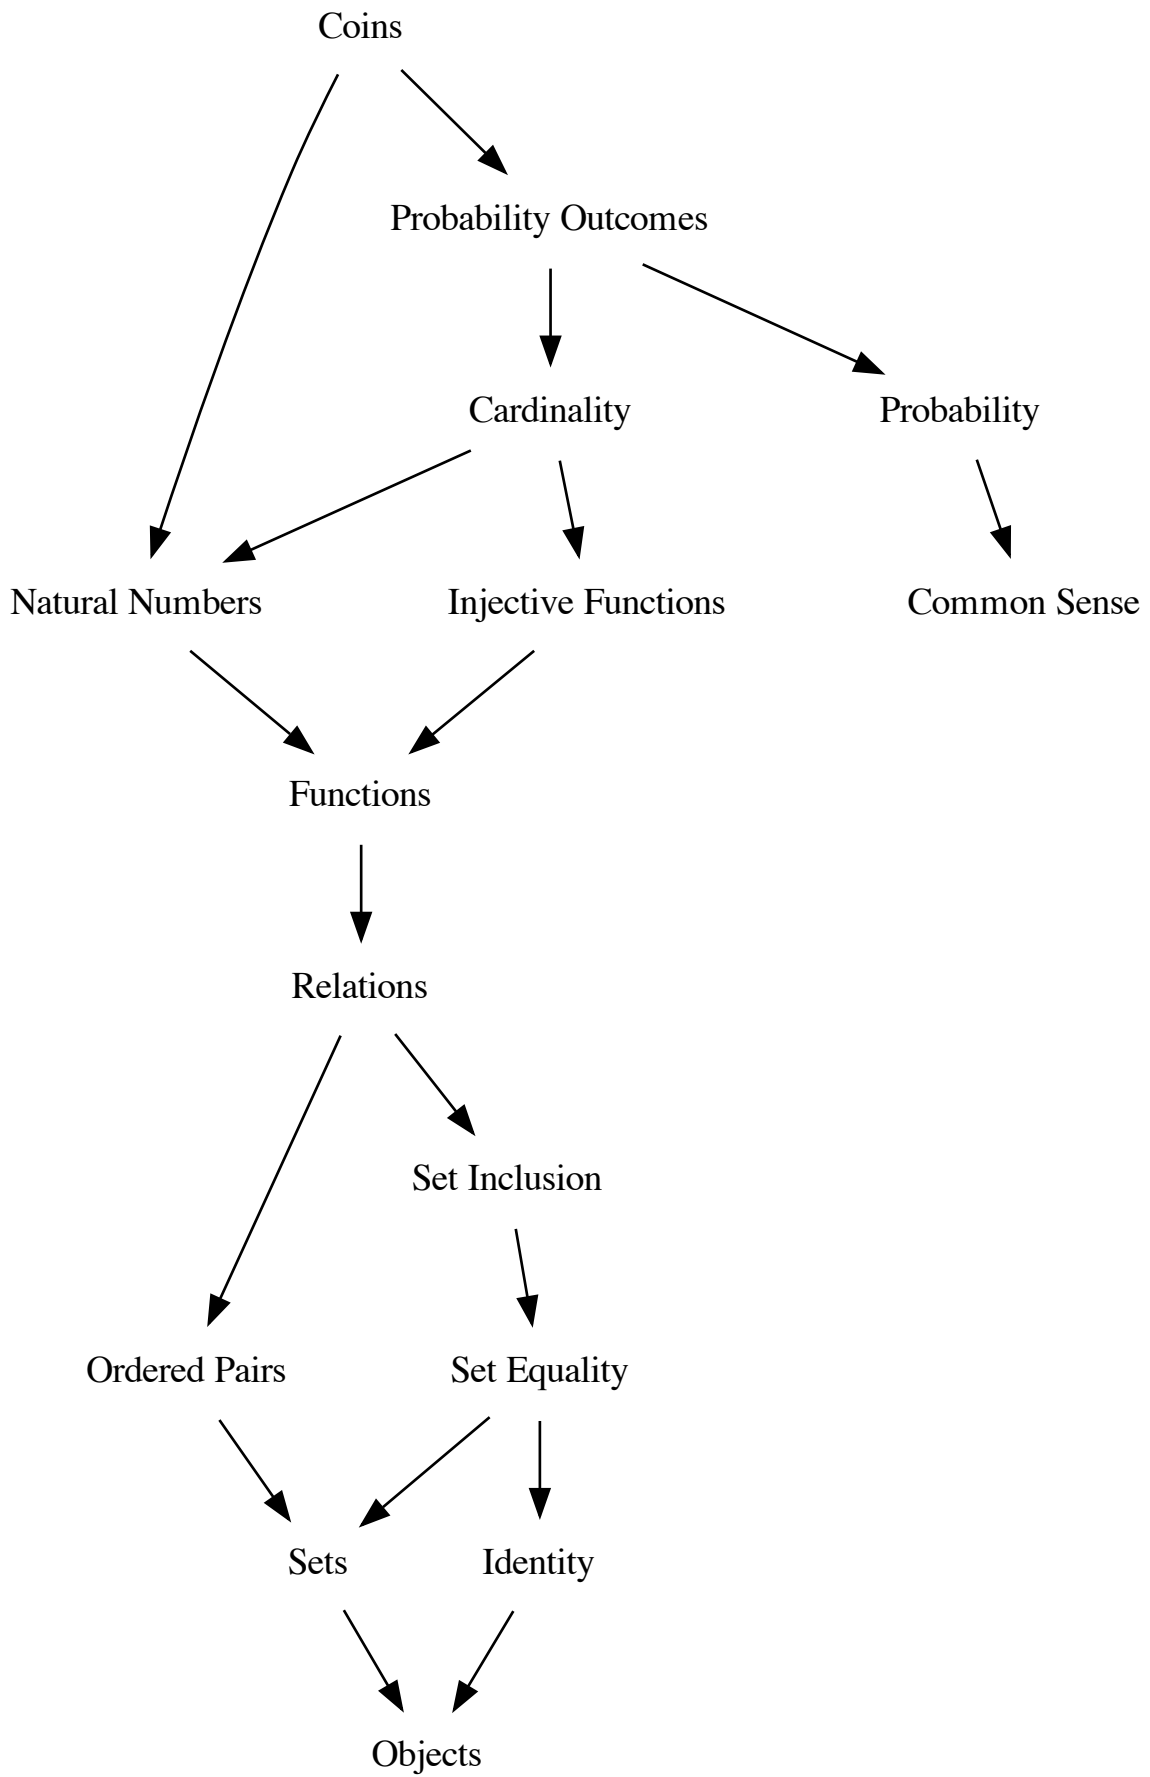 Coins
Probability Outcomes
Cardinality
Probability
Natural Numbers
Injective Functions
Common Sense
Functions
Relations
Set Inclusion
Ordered Pairs
Set Equality
Sets
Identity
Objects